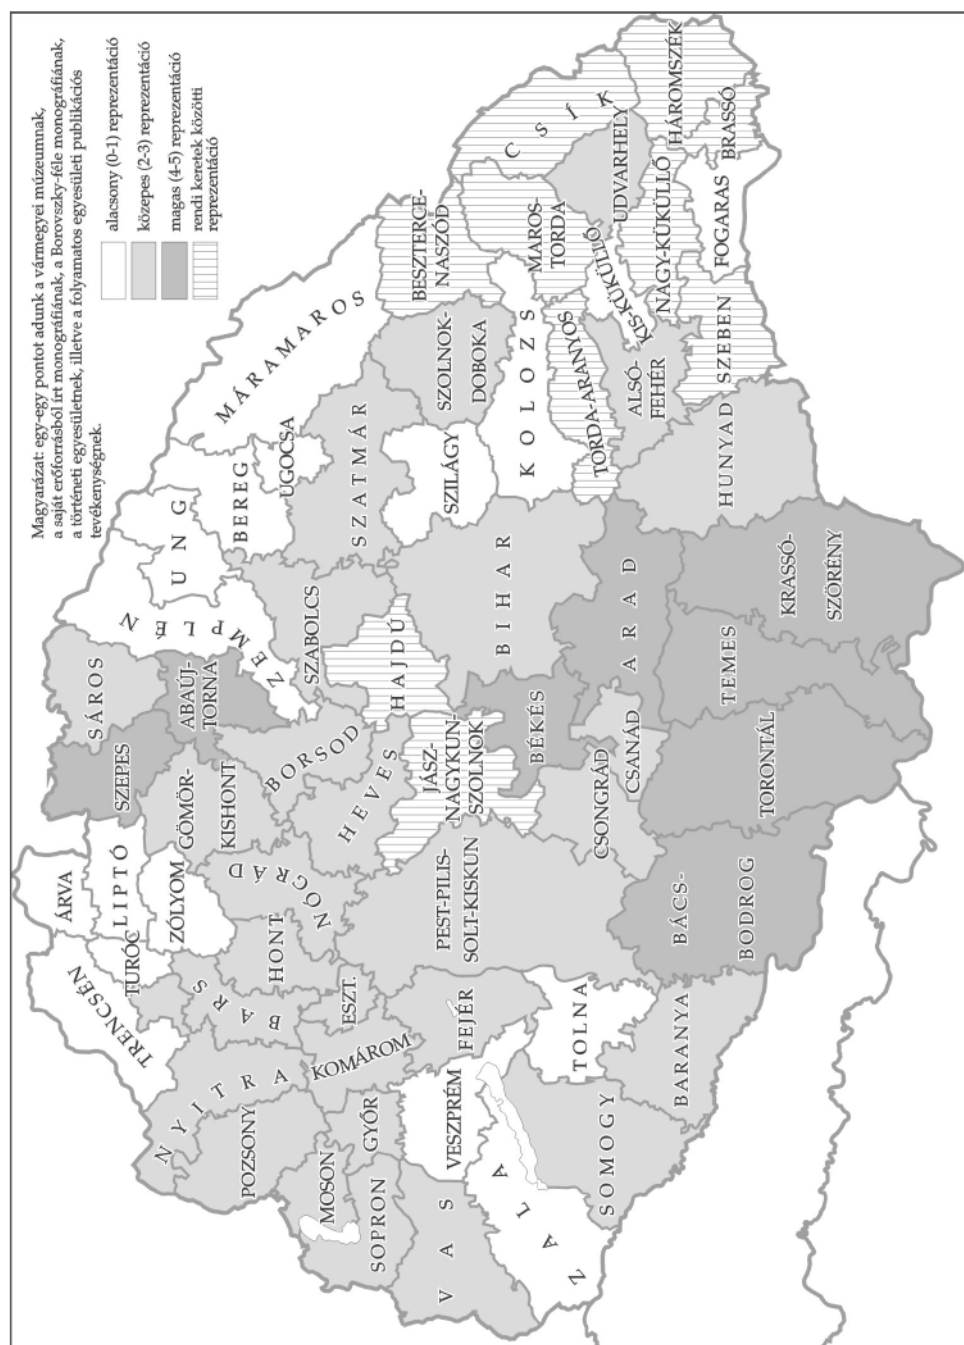 Magyarázat: egy-egy pontot adunk a vármegyei múzeumnak,
a saját erőforrásból írt monográfiának, a Borovszky-féle monográfiának,
a történeti egyesületnek, illetve a folyamatos egyesületi publikációs
tevékenységnek.
alacsony (0-1) reprezentáció
közepes (2-3) reprezentáció
magas (4-5) reprezentáció
rendi keretek közötti
reprezentáció
ÁRVA
TRENCSÉN
LIPTÓ
TURÓC
ZÓLYOM
SZEPES
SÁROS
ABAÚJ-
TORNA
ZEMPLÉN
UNG
BEREG
UGOCSA
MÁRAMAROS
NYITRA
POZSONY
BARS
HONT
NÓGRÁD
GÖMÖR-
KISHONT
BORSOD
HEVES
SZABOLCS
SZATMÁR
SZILÁGY
SZOLNOK-
DOBOKA
BESZTERCE-
NASZÓD
MOSON
SOPRON
GYŐR
KOMÁROM
ESZT.
FEJÉR
PEST-PILIS-
SOLT-KISKUN
JÁSZ-
NAGYKUN-
SZOLNOK
HAJDÚ
BIHAR
KOLOZS
MAROS-
TORDA
CSÍK
UDVARHELY
HÁROMSZÉK
BRASSÓ
FOGARAS
NAGY-KÜKÜLLŐ
KIS-KÜKÜLLŐ
SZEBEN
ALSÓ-
FEHÉR
TORDA-ARANYOS
HUNYAD
VAS
VESZPRÉM
ZALA
SOMOGY
TOLNA
BARANYA
BÁCS-
BODROG
CSONGRÁD
CSANÁD
BÉKÉS
ARAD
TORONTÁL
TEMES
KRASSÓ-
SZÖRÉNY